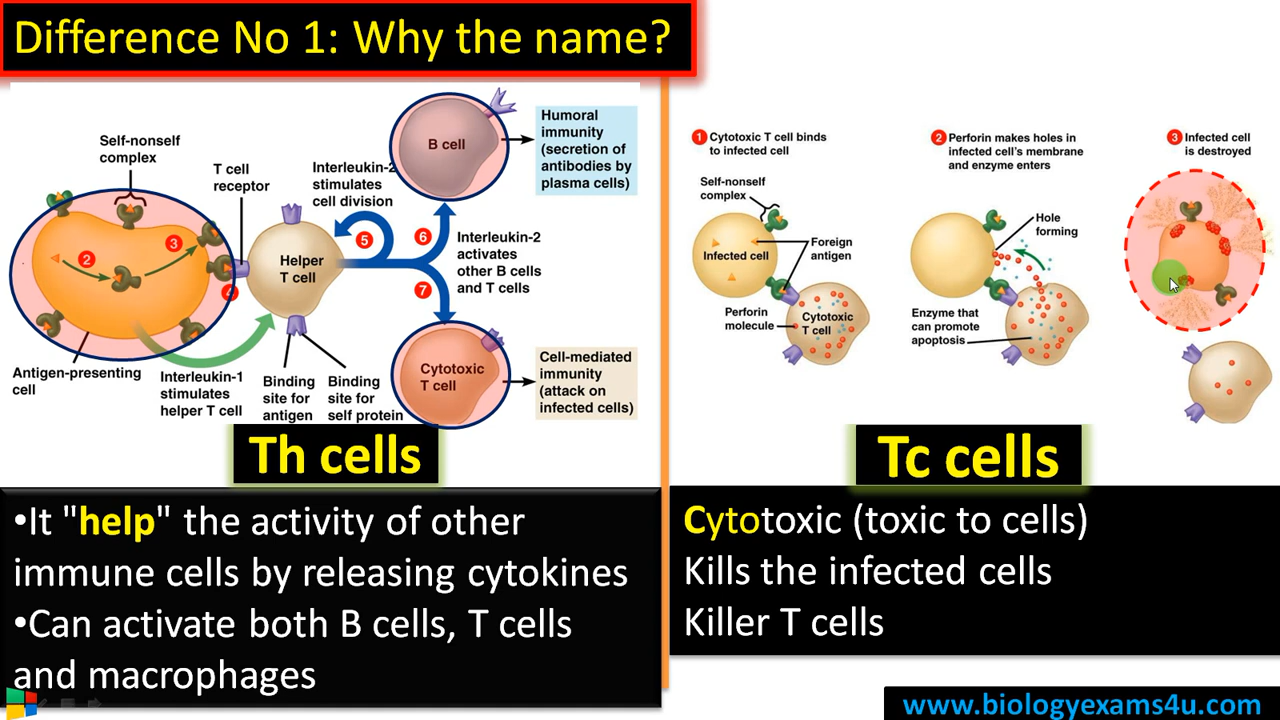 Difference No 1: Why the name?
Self-nonself
complex
T cell
receptor
Interleukin-2
stimulates
cell division
B cell
Humoral
immunity
(secretion of
antibodies by
plasma cells)
2
3
4
Helper
T cell
5
6
7
Interleukin-2
activates
other B cells
and T cells
Antigen-presenting
cell
Interleukin-1
stimulates
helper T cell
Binding
site for
antigen
Binding
site for
self protein
Cytotoxic
T cell
Cell-mediated
immunity
(attack on
infected cells)
Th cells
•It "help" the activity of other
immune cells by releasing cytokines
•Can activate both B cells, T cells
and macrophages
1 Cytotoxic T cell binds
to infected cell
Self-nonself
complex
Infected cell
Foreign
antigen
Perforin
molecule
Cytotoxic
T cell
2 Perforin makes holes in
infected cell's membrane
and enzyme enters
Hole
forming
Enzyme that
can promote
apoptosis
3 Infected cell
is destroyed
Tc cells
Cytotoxic (toxic to cells)
Kills the infected cells
Killer T cells
www.biologyexams4u.com